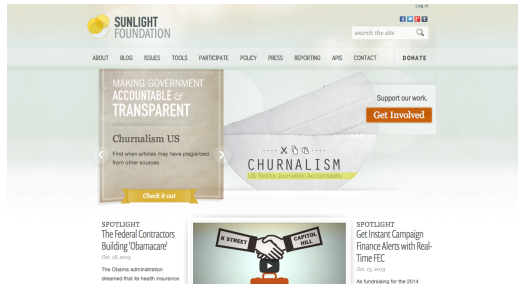 Log In
SUNLIGHT
FOUNDATION
search the site
ABOUT BLOG ISSUES TOOLS PARTICIPATE POLICY PRESS REPORTING APIS CONTACT DONATE
MAKING GOVERNMENT
ACCOUNTABLE &
TRANSPARENT
Churnalism US
Find when articles may have plagiarized
from other sources.
Check it out
CHURNALISM
US Tool for Journalistic Accountability
Support our work.
Get Involved
SPOTLIGHT
The Federal Contractors
Building 'Obamacare'
Oct. 18, 2013
The Obama administration
dreamed that its health insurance
K STREET
CAPITOL
HILL
SPOTLIGHT
Get Instant Campaign
Finance Alerts with Real-
Time FEC
Oct. 15, 2013
As fundraising for the 2014